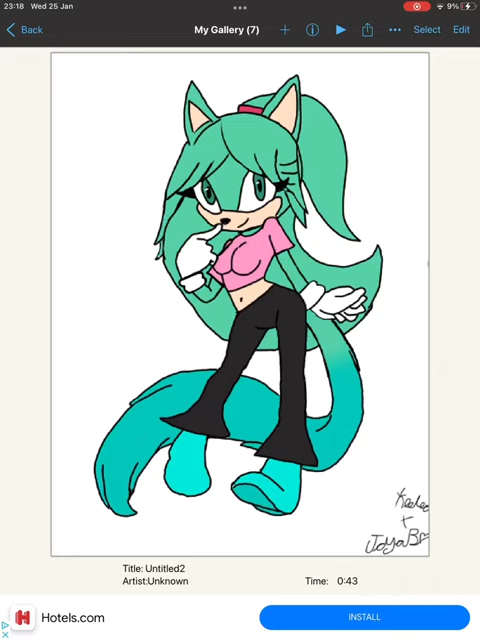 23:18 Wed 25 Jan 9%
Back My Gallery (7) Select Edit
Title: Untitled2
Artist:Unknown Time: 0:43
Hotels.com INSTALL